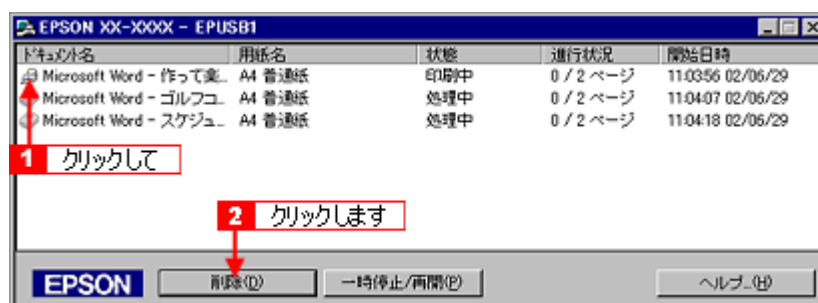 EPSON XX-XXXX - EPUSB1
ドキュメント名 用紙名 状態 進行状況 開始日時
Microsoft Word - 作って楽... A4 普通紙 印刷中 0 / 2 ページ 11:03:56 02/06/29
Microsoft Word - ゴルフコ... A4 普通紙 処理中 0 / 2 ページ 11:04:07 02/06/29
Microsoft Word - スケジュ... A4 普通紙 処理中 0 / 2 ページ 11:04:18 02/06/29
1 クリックして
2 クリックします
EPSON 削除(D) 一時停止/再開(P) ヘルプ...(H)